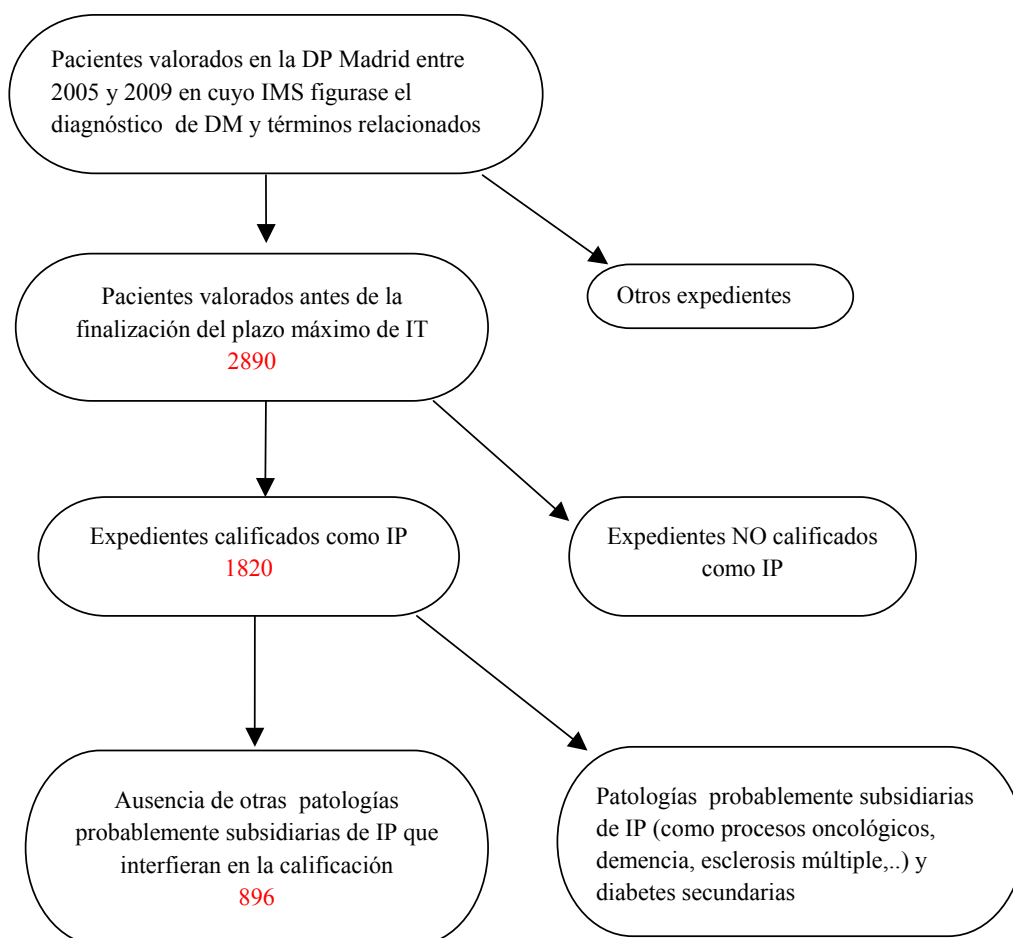 Pacientes valorados en la DP Madrid entre
2005 y 2009 en cuyo IMS figurase el
diagnóstico de DM y términos relacionados
Pacientes valorados antes de la
finalización del plazo máximo de IT
2890
Otros expedientes
Expedientes calificados como IP
1820
Expedientes NO calificados
como IP
Ausencia de otras patologías
probablemente subsidiarias de IP que
interfieran en la calificación
896
Patologías probablemente subsidiarias
de IP (como procesos oncológicos,
demencia, esclerosis múltiple,..) y
diabetes secundarias